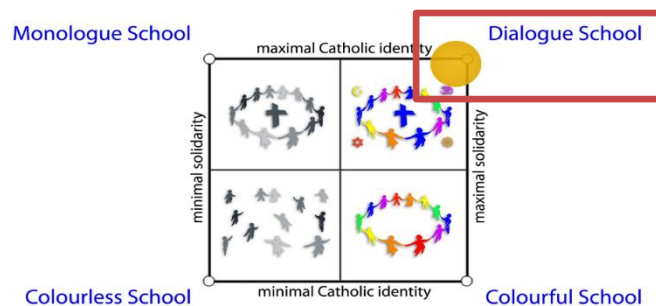 Monologue School
Dialogue School
maximal Catholic identity
minimal solidarity
maximal solidarity
Colourless School
minimal Catholic identity
Colourful School